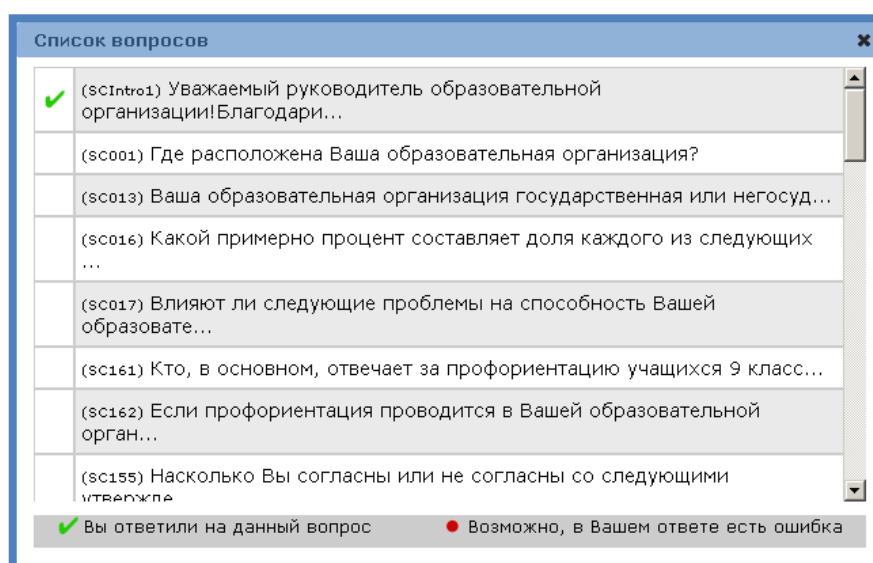 Список вопросов
(SCIntro1) Уважаемый руководитель образовательной
организации!Благодари...
(SC001) Где расположена Ваша образовательная организация?
(SC013) Ваша образовательная организация государственная или негосуд...
(SC016) Какой примерно процент составляет доля каждого из следующих
...
(SC017) Влияют ли следующие проблемы на способность Вашей
образовате...
(SC161) Кто, в основном, отвечает за профориентацию учащихся 9 класс...
(SC162) Если профориентация проводится в Вашей образовательной
орган...
(SC155) Насколько Вы согласны или не согласны со следующими
утвержде
Вы ответили на данный вопрос Возможно, в Вашем ответе есть ошибка